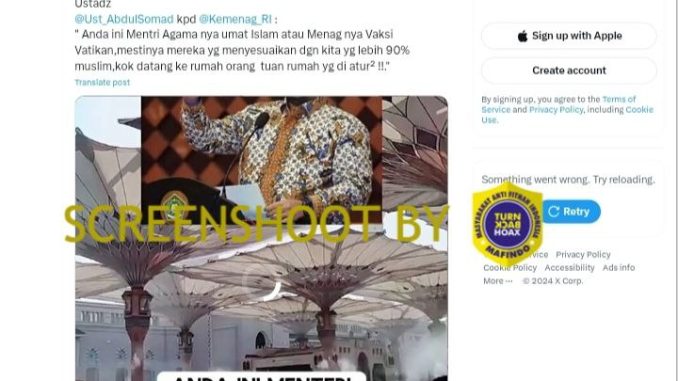 Ustadz
@Ust_AbdulSomad kpd @Kemenag_RI :
" Anda ini Mentri Agama nya umat Islam atau Menag nya Vaksi
Vatikan,mestinya mereka yg menyesuaikan dgn kita yg lebih 90%
muslim,kok datang ke rumah orang tuan rumah yg di atur² !!."
Translate post
SCREENSHOOT BY
MASYARAKAT ANTI FITNAH INDONESIA
TURN
BACK
HOAX
MAFINDO
ANDA INI MENTERI
Sign up with Apple
Create account
By signing up, you agree to the Terms of
Service and Privacy Policy, including Cookie
Use.
Something went wrong. Try reloading.
Retry
Privacy Policy
Cookie Policy Accessibility Ads info
More ··· © 2024 X Corp.